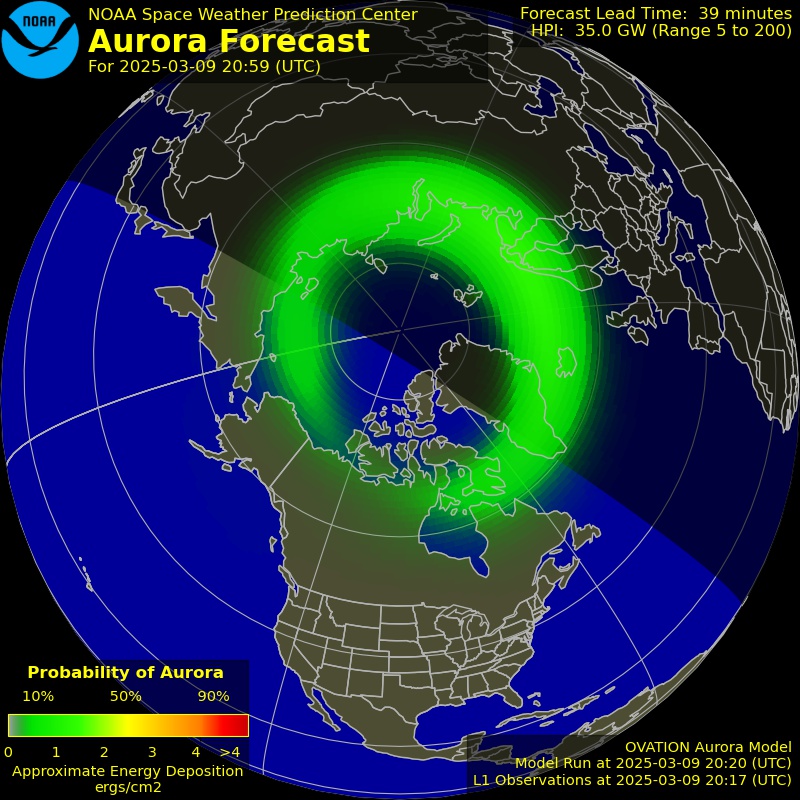 NOAA
NOAA Space Weather Prediction Center
Aurora Forecast
For 2025-03-09 20:59 (UTC)
Forecast Lead Time: 39 minutes
HPI: 35.0 GW (Range 5 to 200)
Probability of Aurora
10% 50% 90%
0 1 2 3 4 >4
Approximate Energy Deposition
ergs/cm2
OVATION Aurora Model
Model Run at 2025-03-09 20:20 (UTC)
L1 Observations at 2025-03-09 20:17 (UTC)